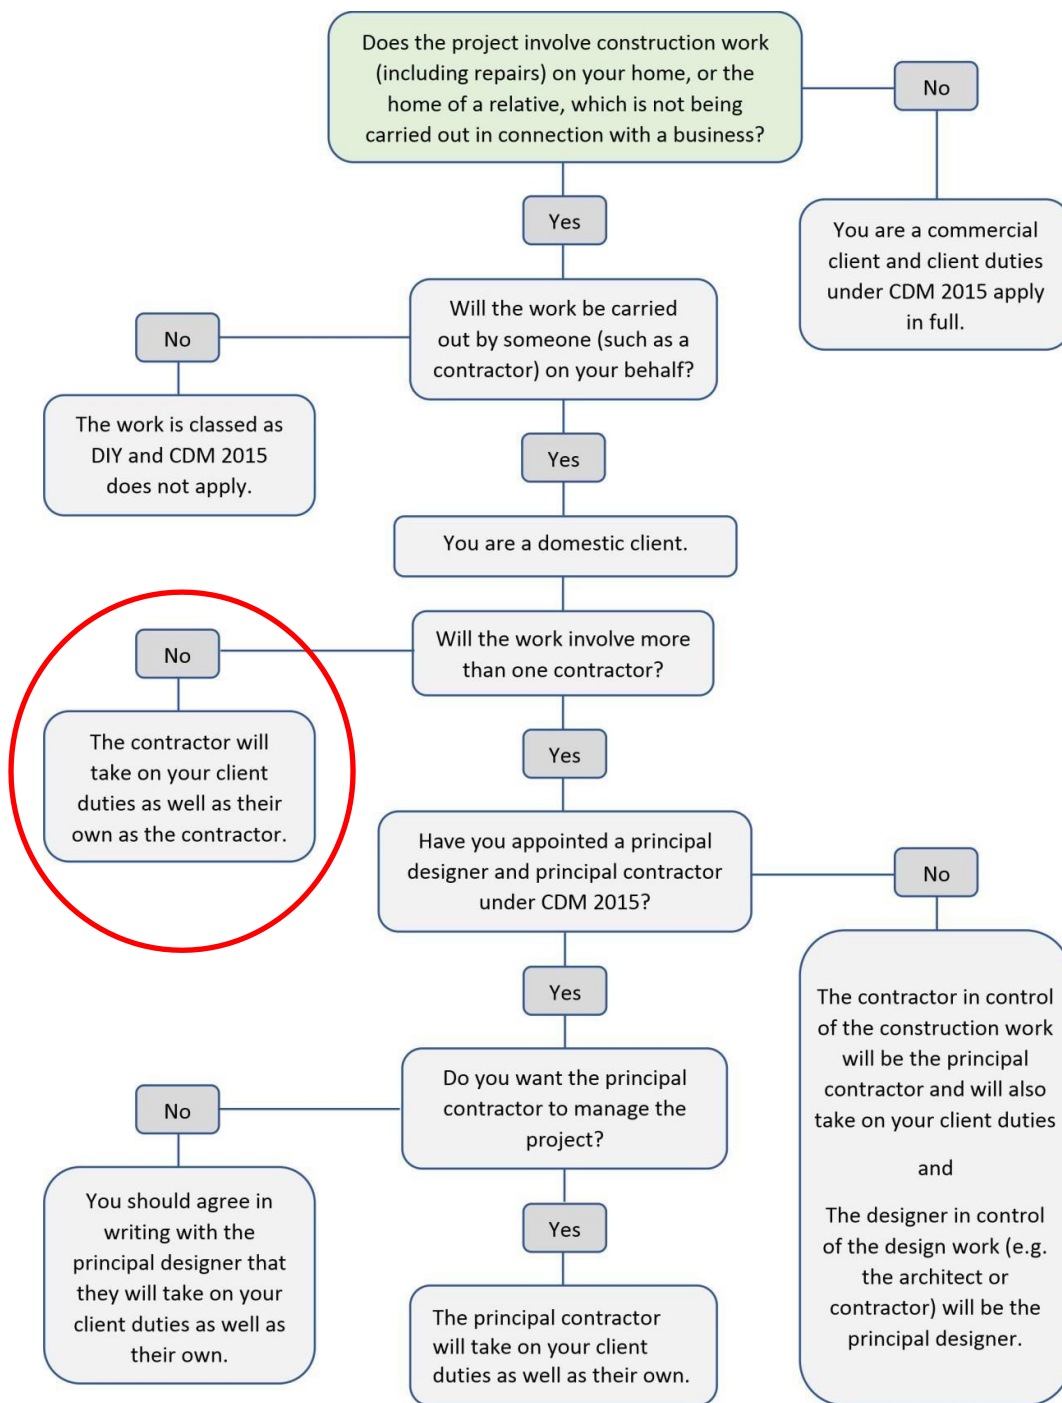 Does the project involve construction work
(including repairs) on your home, or the
home of a relative, which is not being
carried out in connection with a business?
No
Yes
You are a commercial
client and client duties
under CDM 2015 apply
in full.
Will the work be carried
out by someone (such as a
contractor) on your behalf?
No
The work is classed as
DIY and CDM 2015
does not apply.
Yes
You are a domestic client.
Will the work involve more
than one contractor?
No
The contractor will
take on your client
duties as well as their
own as the contractor.
Yes
Have you appointed a principal
designer and principal contractor
under CDM 2015?
No
Yes
The contractor in control
of the construction work
will be the principal
contractor and will also
take on your client duties
and
The designer in control
of the design work (e.g.
the architect or
contractor) will be the
principal designer.
Do you want the principal
contractor to manage the
project?
No
You should agree in
writing with the
principal designer that
they will take on your
client duties as well as
their own.
Yes
The principal contractor
will take on your client
duties as well as their own.